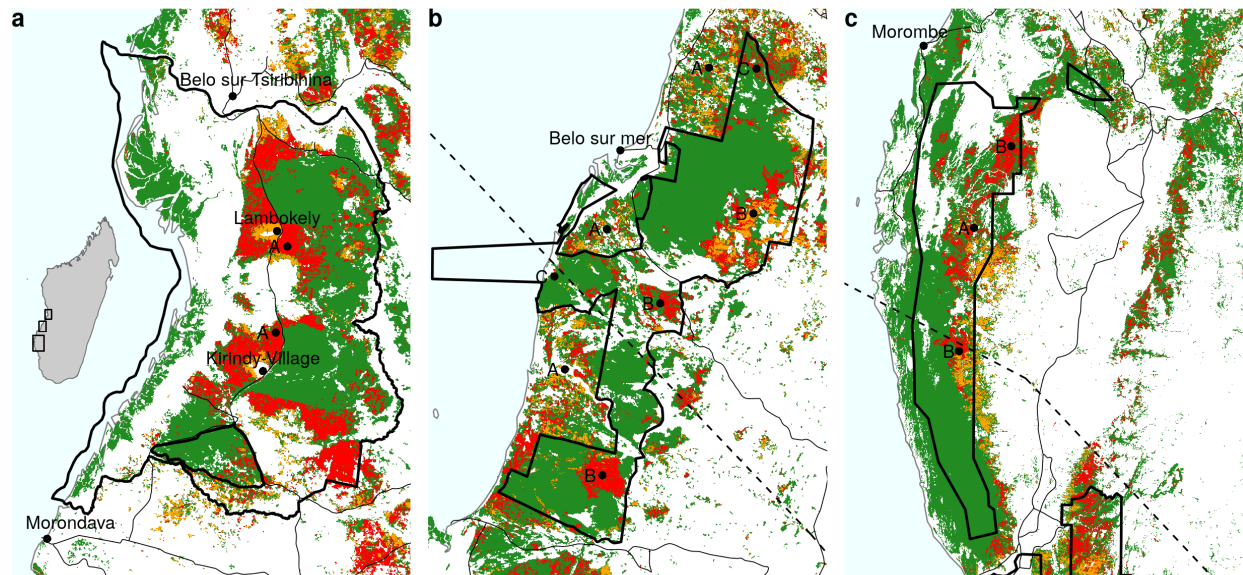 a
Belo sur Tsiribihina
Lambokely
A
A
Kirindy-Village
Morondava
b
A
C
Belo sur mer
A
B
C
B
A
B
c
Morombe
B
A
B